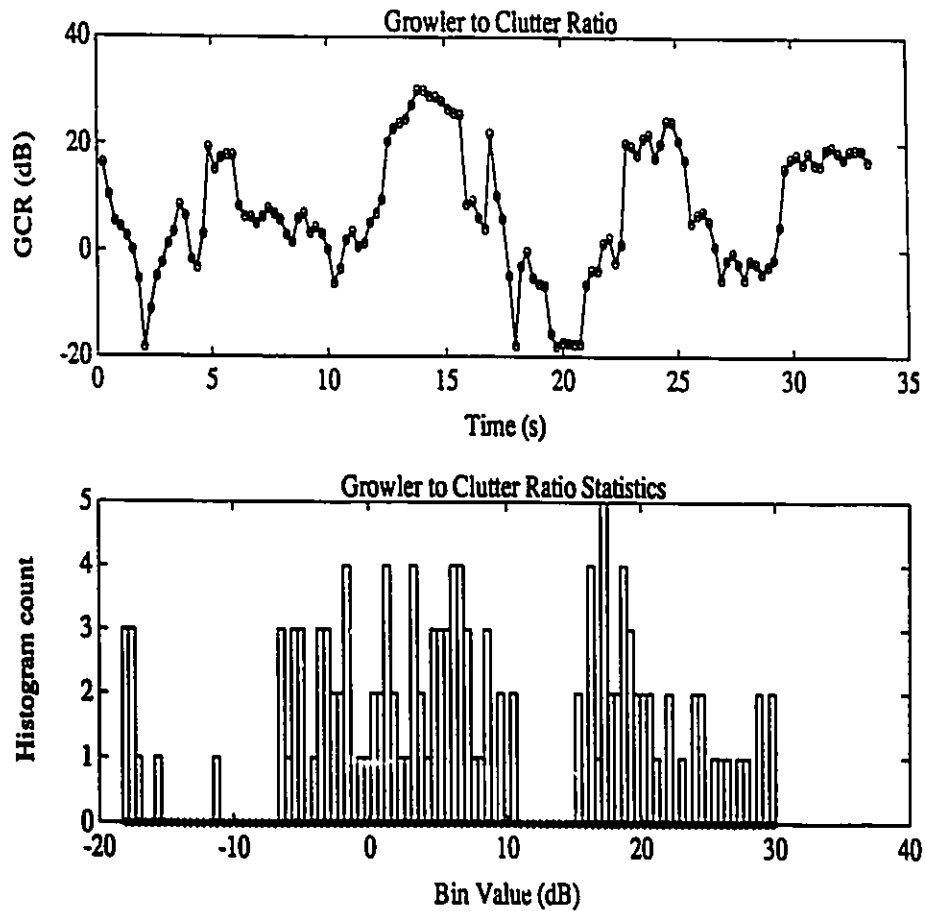 Growler to Clutter Ratio
40
20
0
-20
GCR (dB)
0 5 10 15 20 25 30 35
Time (s)
Growler to Clutter Ratio Statistics
5
4
3
2
1
0
Histogram count
-20 -10 0 10 20 30 40
Bin Value (dB)